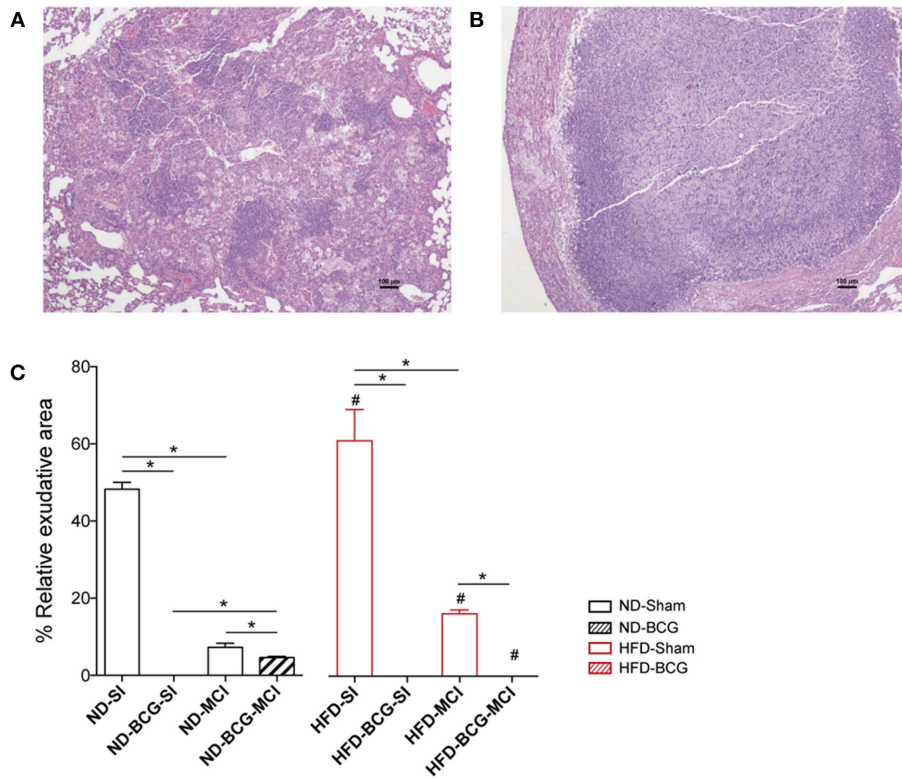 A
B
100 µm
100 µm
C
% Relative exudative area
80
60
40
20
0
*
*
*
*
*
*
#
#
*
#
ND-SI
ND-BCG-SI
ND-MCI
ND-BCG-MCI
HFD-SI
HFD-BCG-SI
HFD-MCI
HFD-BCG-MCI
ND-Sham
ND-BCG
HFD-Sham
HFD-BCG